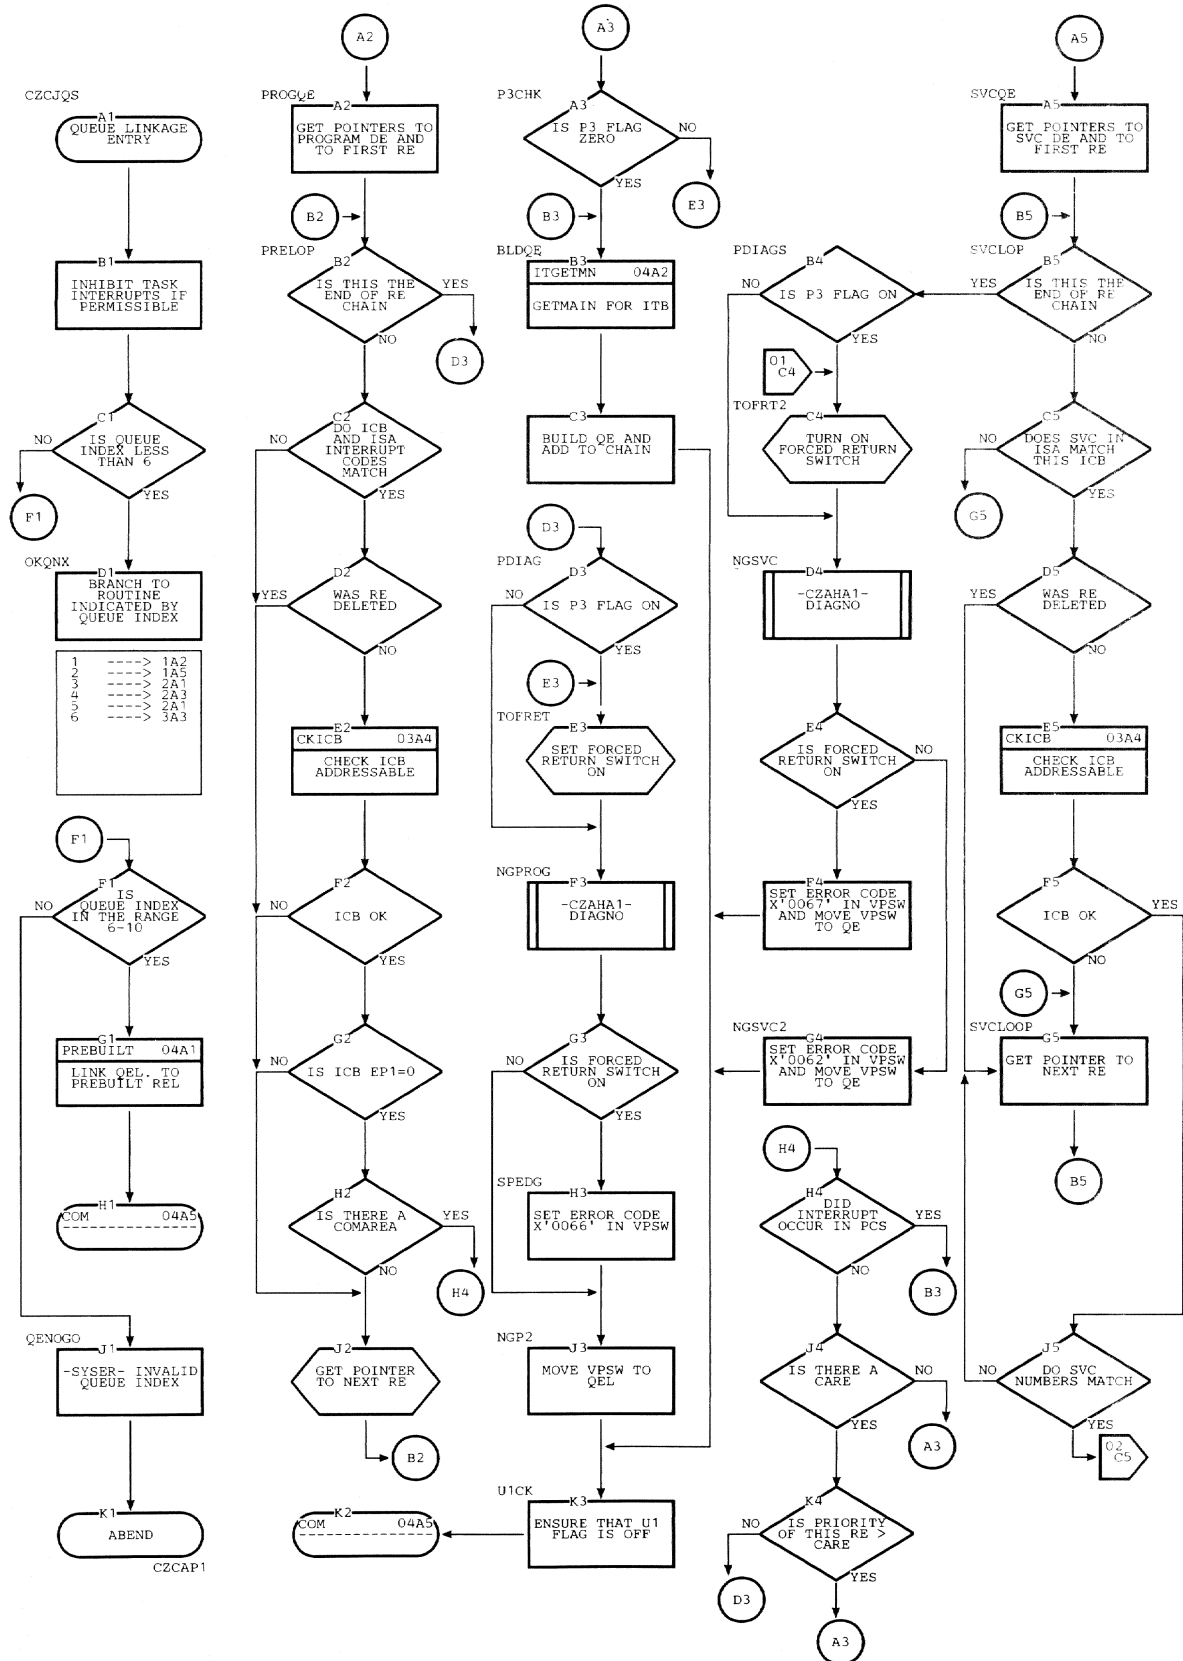 CZCJQS
A1
QUEUE LINKAGE
ENTRY
B1
INHIBIT TASK
INTERRUPTS IF
PERMISSIBLE
C1
IS QUEUE
INDEX LESS
THAN 6
NO
YES
F1
OKQNX
D1
BRANCH TO
ROUTINE
INDICATED BY
QUEUE INDEX
1 ----> 1A2
2 ----> 1A5
3 ----> 2A1
4 ----> 2A3
5 ----> 2A1
6 ----> 3A3
F1
F1
IS
QUEUE INDEX
IN THE RANGE
6-10
NO
YES
G1
PREBUILT 04A1
LINK QEL. TO
PREBUILT REL
H1
COM 04A5
QENOGO
J1
-SYSER- INVALID
QUEUE INDEX
K1
ABEND
CZCAP1
A2
PROGQE
A2
GET POINTERS TO
PROGRAM DE AND
TO FIRST RE
B2
PRELOP
B2
IS THIS THE
END OF RE
CHAIN
YES
NO
D3
C2
DO ICB
AND ISA
INTERRUPT
CODES
MATCH
NO
YES
D2
WAS RE
DELETED
YES
NO
E2
CKICB 03A4
CHECK ICB
ADDRESSABLE
F2
ICB OK
NO
YES
G2
IS ICB EP1=0
NO
YES
H2
IS THERE A
COMAREA
YES
NO
H4
J2
GET POINTER
TO NEXT RE
B2
K2
COM 04A5
A3
P3CHK
A3
IS P3 FLAG
ZERO
NO
YES
E3
B3
BLDQE
B3
ITGETMN 04A2
GETMAIN FOR ITB
C3
BUILD QE AND
ADD TO CHAIN
D3
PDIAG
D3
IS P3 FLAG ON
NO
YES
E3
TOFRET
E3
SET FORCED
RETURN SWITCH
ON
NGPROG
F3
-CZAHA1-
DIAGNO
G3
IS FORCED
RETURN SWITCH
ON
NO
YES
SPEDG
H3
SET ERROR CODE
X'0066' IN VPSW
NGP2
J3
MOVE VPSW TO
QEL
U1CK
K3
ENSURE THAT U1
FLAG IS OFF
PDIAGS
B4
IS P3 FLAG ON
NO
YES
01
C4
TOFRT2
C4
TURN ON
FORCED RETURN
SWITCH
NGSVC
D4
-CZAHA1-
DIAGNO
E4
IS FORCED
RETURN SWITCH
ON
NO
YES
F4
SET ERROR CODE
X'0067' IN VPSW
AND MOVE VPSW
TO QE
NGSVC2
G4
SET ERROR CODE
X'0062' IN VPSW
AND MOVE VPSW
TO QE
H4
H4
DID
INTERRUPT
OCCUR IN PCS
YES
NO
B3
J4
IS THERE A
CARE
NO
YES
A3
K4
IS PRIORITY
OF THIS RE >
CARE
NO
YES
D3
A3
A5
SVCQE
A5
GET POINTERS TO
SVC DE AND TO
FIRST RE
B5
SVCLOP
B5
IS THIS THE
END OF RE
CHAIN
YES
NO
C5
DOES SVC IN
ISA MATCH
THIS ICB
NO
YES
G5
D5
WAS RE
DELETED
YES
NO
E5
CKICB 03A4
CHECK ICB
ADDRESSABLE
F5
ICB OK
YES
NO
G5
SVCLOOP
G5
GET POINTER TO
NEXT RE
B5
J5
DO SVC
NUMBERS MATCH
NO
YES
02
C5